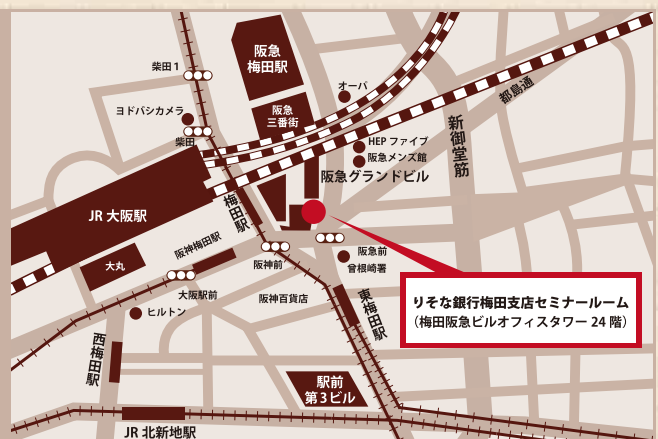 阪急
梅田駅
柴田1
オーパ
都島通
ヨドバシカメラ
阪急
三番街
柴田
HEP ファイブ
阪急メンズ館
新御堂筋
阪急グランドビル
梅田駅
JR 大阪駅
阪神梅田駅
阪急前
阪神前
曽根崎署
大丸
大阪駅前
阪神百貨店
東梅田駅
りそな銀行梅田支店セミナールーム
（梅田阪急ビルオフィスタワー 24 階）
ヒルトン
西梅田駅
駅前
第3ビル
JR 北新地駅